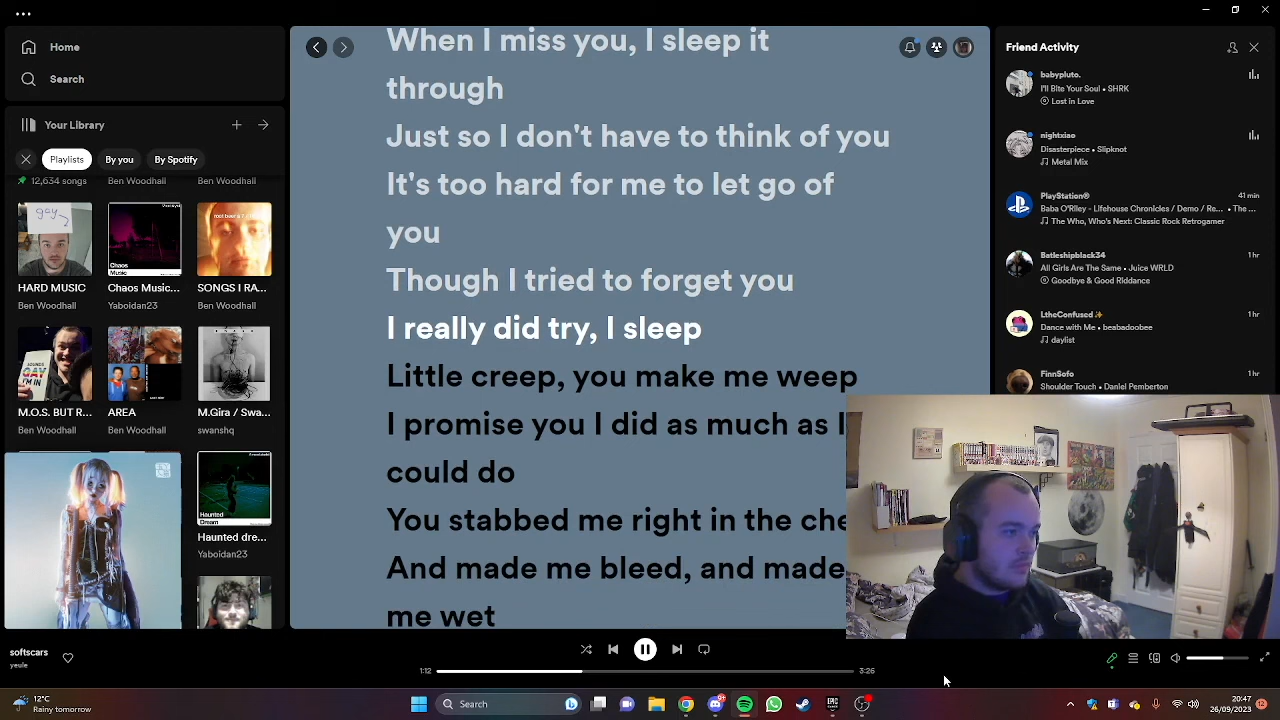 Home
Search
Your Library
Playlists
By you
By Spotify
12,634 songs
Ben Woodhall
Ben Woodhall
gay
HARD MUSIC
Chaos Music...
SONGS I RA...
Ben Woodhall
Yaboidan23
Ben Woodhall
M.O.S. BUT R...
AREA
M.Gira / Swa...
Ben Woodhall
Ben Woodhall
swanshq
Haunted
Dream
Haunted dre...
Yaboidan23
When I miss you, I sleep it
through
Just so I don't have to think of you
It's too hard for me to let go of
you
Though I tried to forget you
I really did try, I sleep
Little creep, you make me weep
I promise you I did as much as I
could do
You stabbed me right in the che
And made me bleed, and made
me wet
Friend Activity
babypluto.
I'll Bite Your Soul • SHRK
Lost in Love
nightxiao
Disasterpiece • Slipknot
Metal Mix
PlayStation®
41 min
Baba O'Riley - Lifehouse Chronicles / Demo / Re... • The ...
The Who, Who's Next: Classic Rock Retrogamer
Battleshipblack34
1 hr
All Girls Are The Same • Juice WRLD
Goodbye & Good Riddance
LtheConfused✨
1 hr
Dance with Me • beabadoobee
daylist
FinnSofo
1 hr
Shoulder Touch • Daniel Pemberton
softscars
yeule
1:12
3:26
12°C
Rainy tomorrow
Search
20:47
26/09/2023